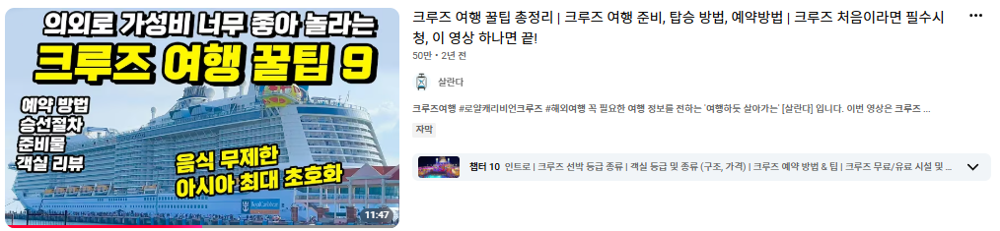 의외로 가성비 너무 좋아 놀라는
크루즈 여행 꿀팁 9
예약 방법
승선절차
준비물
객실 리뷰
음식 무제한
아시아 최대 초호화
RoyalCaribbean
11:47
크루즈 여행 꿀팁 총정리 | 크루즈 여행 준비, 탑승 방법, 예약방법 | 크루즈 처음이라면 필수시
청, 이 영상 하나면 끝!
50만 • 2년 전
살란다
크루즈여행 #로얄캐리비언크루즈 #해외여행 꼭 필요한 여행 정보를 전하는 '여행하듯 살아가는' [살란다] 입니다. 이번 영상은 크루즈 ...
자막
챕터 10 인트로 | 크루즈 선박 등급 종류 | 객실 등급 및 종류 (구조, 가격) | 크루즈 예약 방법 & 팁 | 크루즈 무료/유료 시설 및 ...